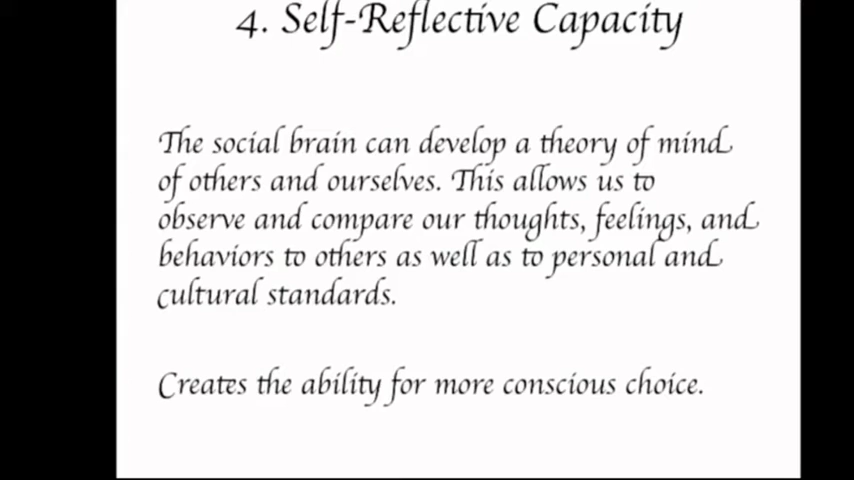 4. Self-Reflective Capacity
The social brain can develop a theory of mind
of others and ourselves. This allows us to
observe and compare our thoughts, feelings, and
behaviors to others as well as to personal and
cultural standards.
Creates the ability for more conscious choice.